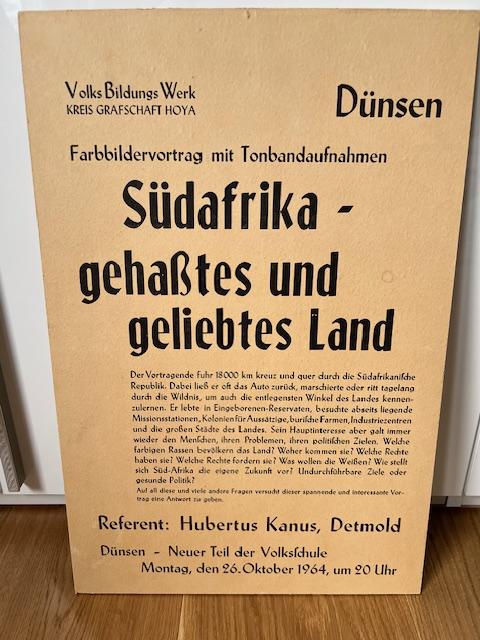 Volks Bildungs Werk
KREIS GRAFSCHAFT HOYA
Dünsen
Farbbildervortrag mit Tonbandaufnahmen
Südafrika -
gehaßtes und
geliebtes Land
Der Vortragende fuhr 18000 km kreuz und quer durch die Südafrikanische
Republik. Dabei ließ er oft das Auto zurück, marschierte oder ritt tagelang
durch die Wildnis, um auch die entlegensten Winkel des Landes kennen-
zulernen. Er lebte in Eingeborenen-Reservaten, besuchte abseits liegende
Missionsstationen, Kolonien für Aussätzige, burische Farmen, Industriezentren
und die großen Städte des Landes. Sein Hauptinteresse aber galt immer
wieder den Menschen, ihren Problemen, ihren politischen Zielen. Welche
farbigen Rassen bevölkern das Land? Woher kommen sie? Welche Rechte
haben sie? Welche Rechte fordern sie? Was wollen die Weißen? Wie stellt
sich Süd-Afrika die eigene Zukunft vor? Undurchführbare Ziele oder
gesunde Politik?
Auf all diese und viele andere Fragen versucht dieser spannende und interessante Vor-
trag eine Antwort zu geben.
Referent: Hubertus Kanus, Detmold
Dünsen - Neuer Teil der Volksschule
Montag, den 26. Oktober 1964, um 20 Uhr